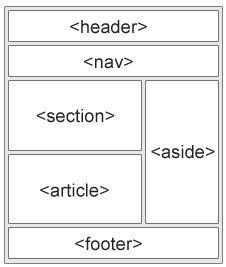 <header>
<nav>
<section>
<aside>
<article>
<footer>